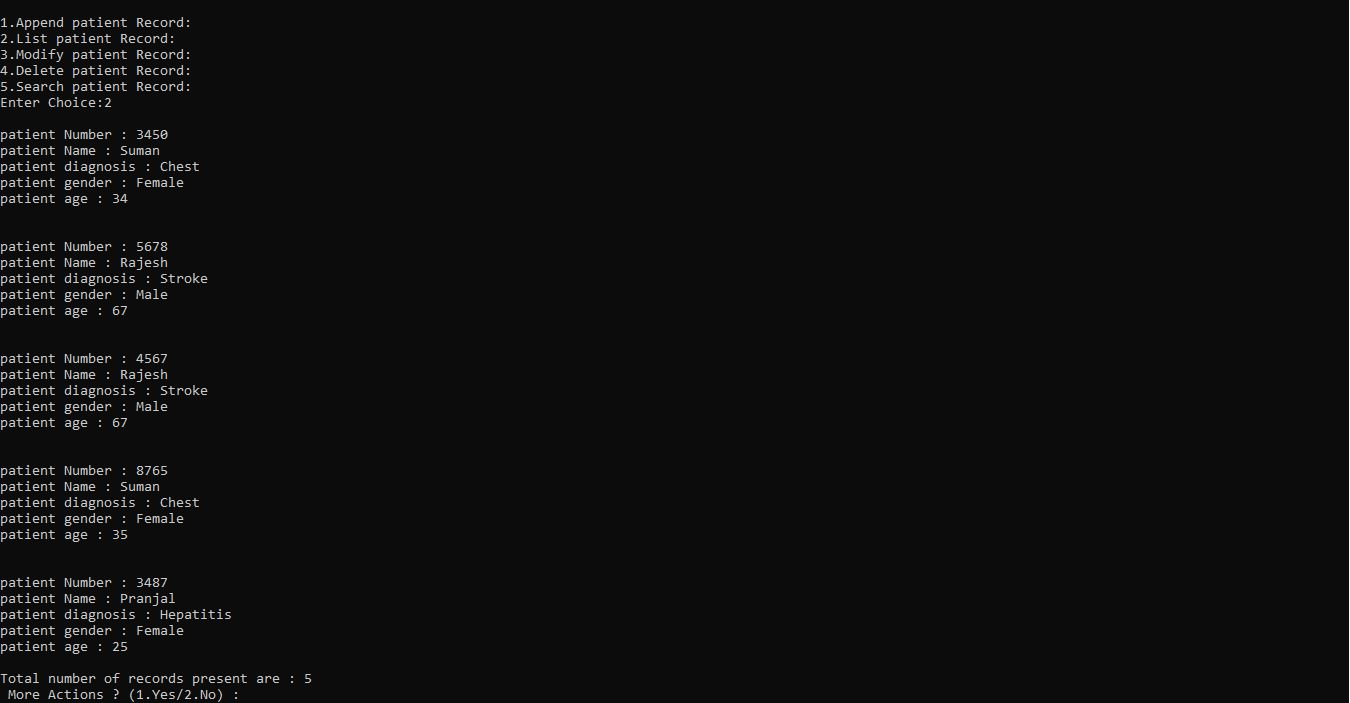 1.Append patient Record:
2.List patient Record:
3.Modify patient Record:
4.Delete patient Record:
5.Search patient Record:
Enter Choice:2
patient Number : 3450
patient Name : Suman
patient diagnosis : Chest
patient gender : Female
patient age : 34
patient Number : 5678
patient Name : Rajesh
patient diagnosis : Stroke
patient gender : Male
patient age : 67
patient Number : 4567
patient Name : Rajesh
patient diagnosis : Stroke
patient gender : Male
patient age : 67
patient Number : 8765
patient Name : Suman
patient diagnosis : Chest
patient gender : Female
patient age : 35
patient Number : 3487
patient Name : Pranjal
patient diagnosis : Hepatitis
patient gender : Female
patient age : 25
Total number of records present are : 5
More Actions ? (1.Yes/2.No) :